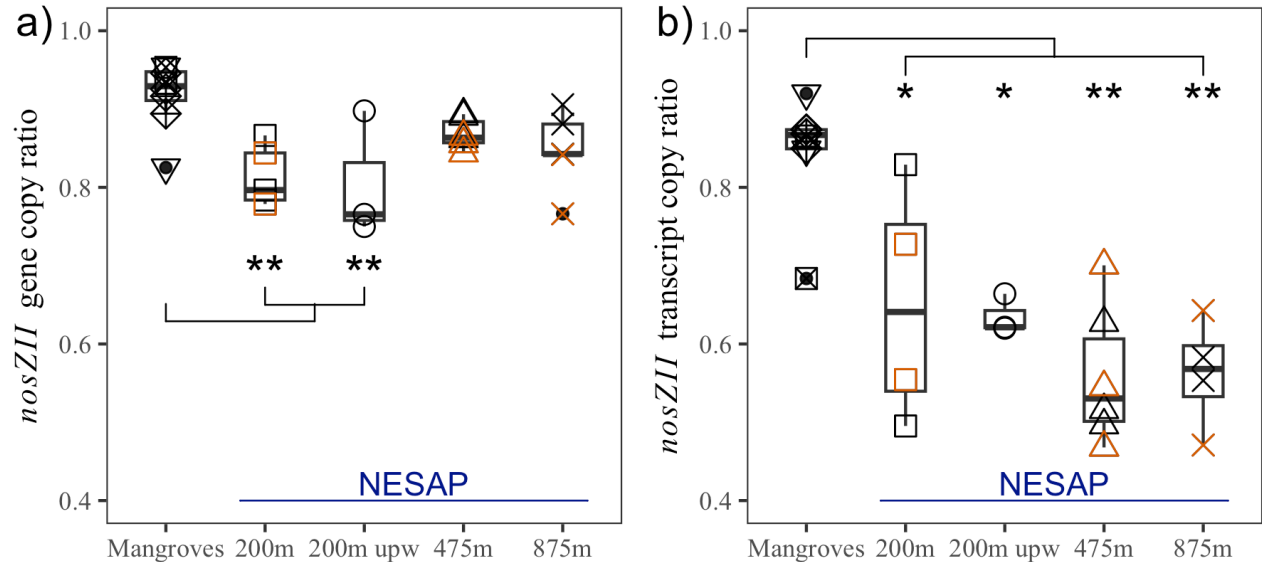 a)
nosZII gene copy ratio
1.0
0.8
0.6
0.4
** **
NESAP
Mangroves 200m 200m upw 475m 875m
b)
nosZII transcript copy ratio
1.0
0.8
0.6
0.4
* * ** **
NESAP
Mangroves 200m 200m upw 475m 875m